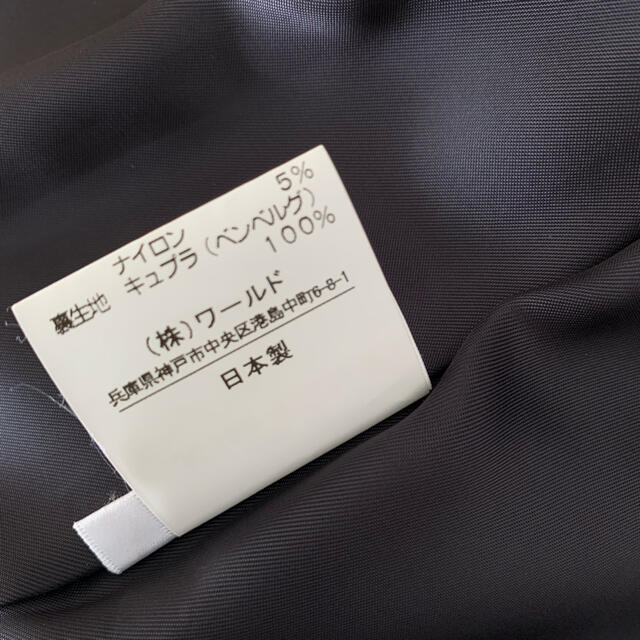 ナイロン 5%
裏生地 キュプラ(ベンベルグ)
100%
(株)ワールド
兵庫県神戸市中央区港島中町6-8-1
日本製